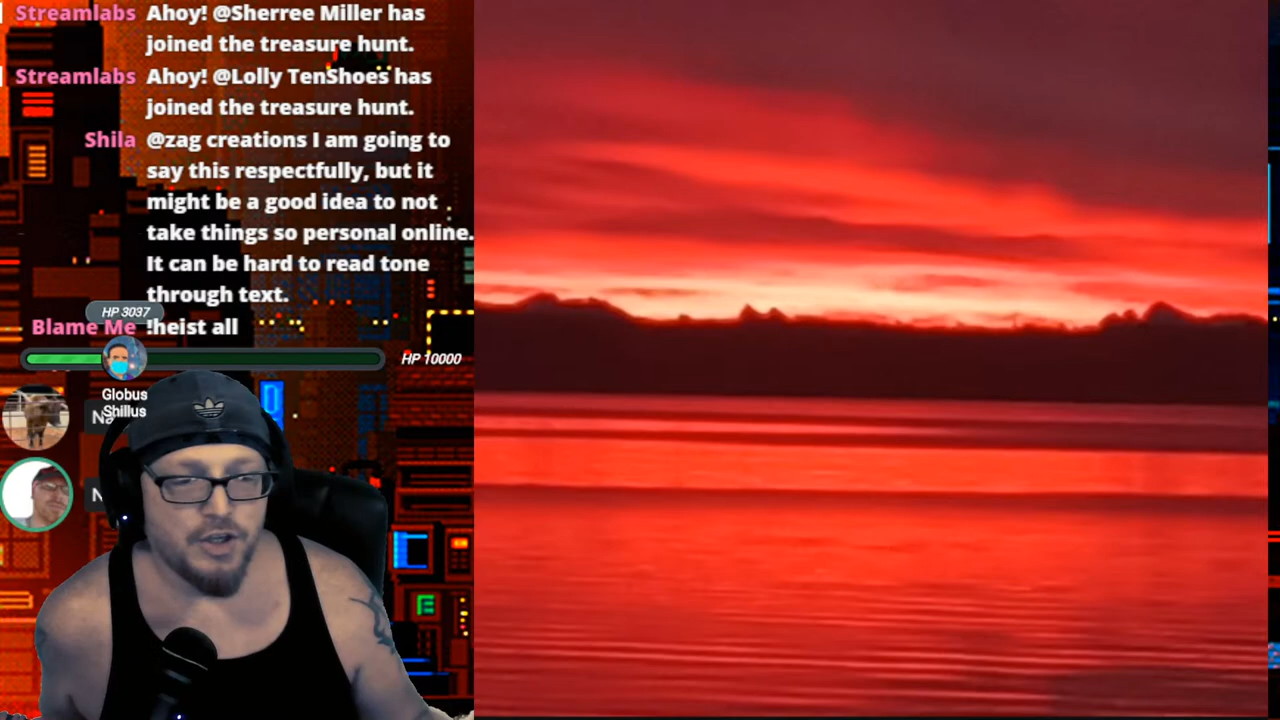 Streamlabs Ahoy! @Sherree Miller has
joined the treasure hunt.
Streamlabs Ahoy! @Lolly TenShoes has
joined the treasure hunt.
Shila @zag creations I am going to
say this respectfully, but it
might be a good idea to not
take things so personal online.
It can be hard to read tone
through text.
HP 3037
Blame Me !heist all
HP 10000
Globus
Shillus